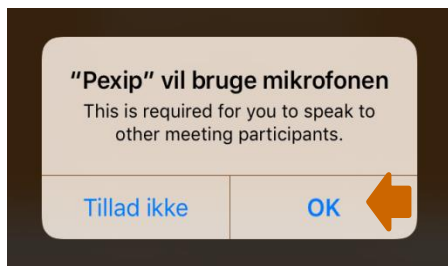 "Pexip" vil bruge mikrofonen
This is required for you to speak to
other meeting participants.
Tillad ikke
OK